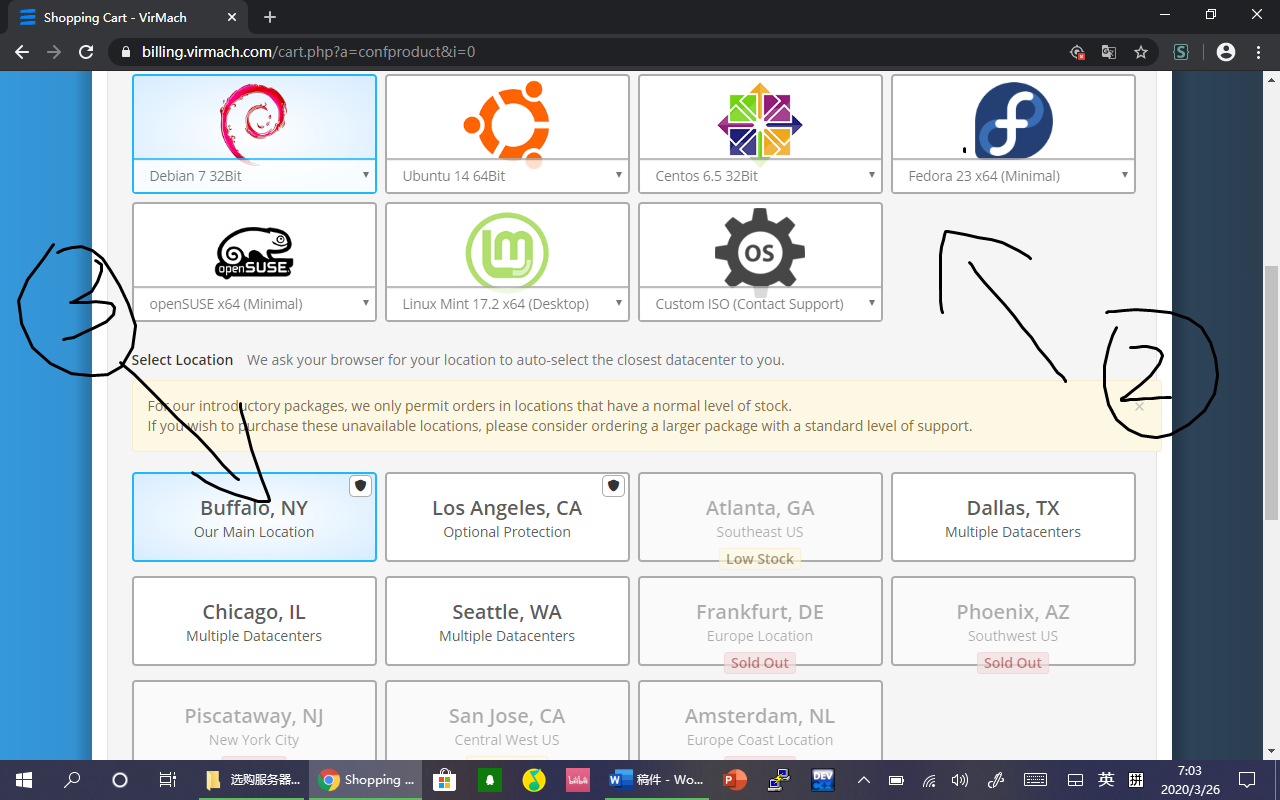 Shopping Cart - VirMach
billing.virmach.com/cart.php?a=confproduct&i=0
Debian 7 32Bit
Ubuntu 14 64Bit
Centos 6.5 32Bit
Fedora 23 x64 (Minimal)
openSUSE
lm
OS
openSUSE x64 (Minimal)
Linux Mint 17.2 x64 (Desktop)
Custom ISO (Contact Support)
3
2
Select Location We ask your browser for your location to auto-select the closest datacenter to you.
For our introductory packages, we only permit orders in locations that have a normal level of stock.
If you wish to purchase these unavailable locations, please consider ordering a larger package with a standard level of support.
Buffalo, NY
Our Main Location
Los Angeles, CA
Optional Protection
Atlanta, GA
Southeast US
Low Stock
Dallas, TX
Multiple Datacenters
Chicago, IL
Multiple Datacenters
Seattle, WA
Multiple Datacenters
Frankfurt, DE
Europe Location
Sold Out
Phoenix, AZ
Southwest US
Sold Out
Piscataway, NJ
New York City
San Jose, CA
Central West US
Amsterdam, NL
Europe Coast Location
选购服务器...
Shopping ...
稿件 - Wo...
DEV
英
拼
7:03
2020/3/26